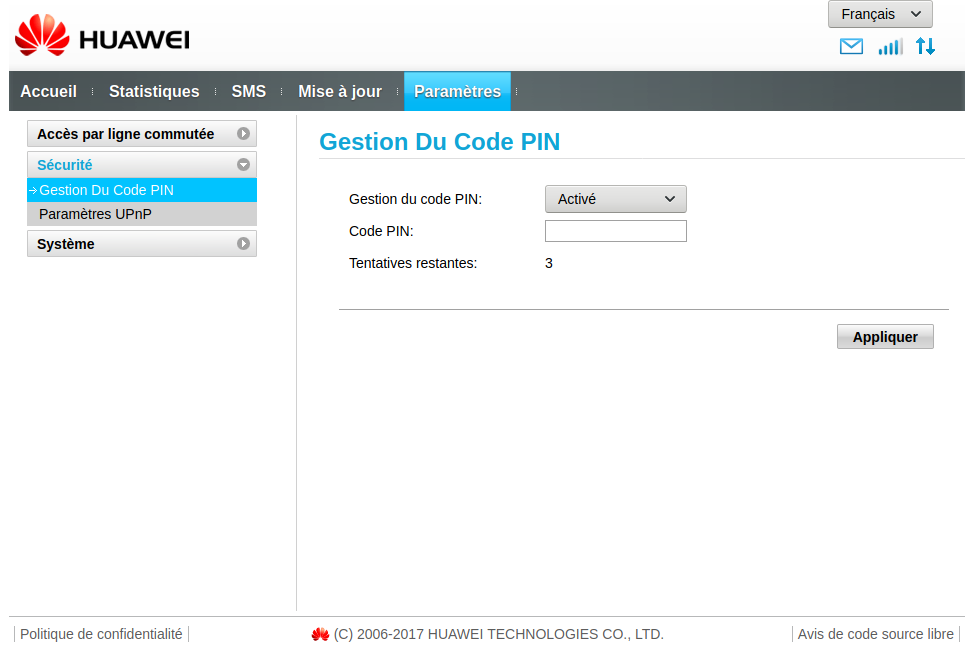 Français
HUAWEI
Accueil
Statistiques
SMS
Mise à jour
Paramètres
Accès par ligne commutée
Sécurité
Gestion Du Code PIN
Paramètres UPnP
Système
Gestion Du Code PIN
Gestion du code PIN: Activé
Code PIN:
Tentatives restantes: 3
Appliquer
Politique de confidentialité
(C) 2006-2017 HUAWEI TECHNOLOGIES CO., LTD.
Avis de code source libre